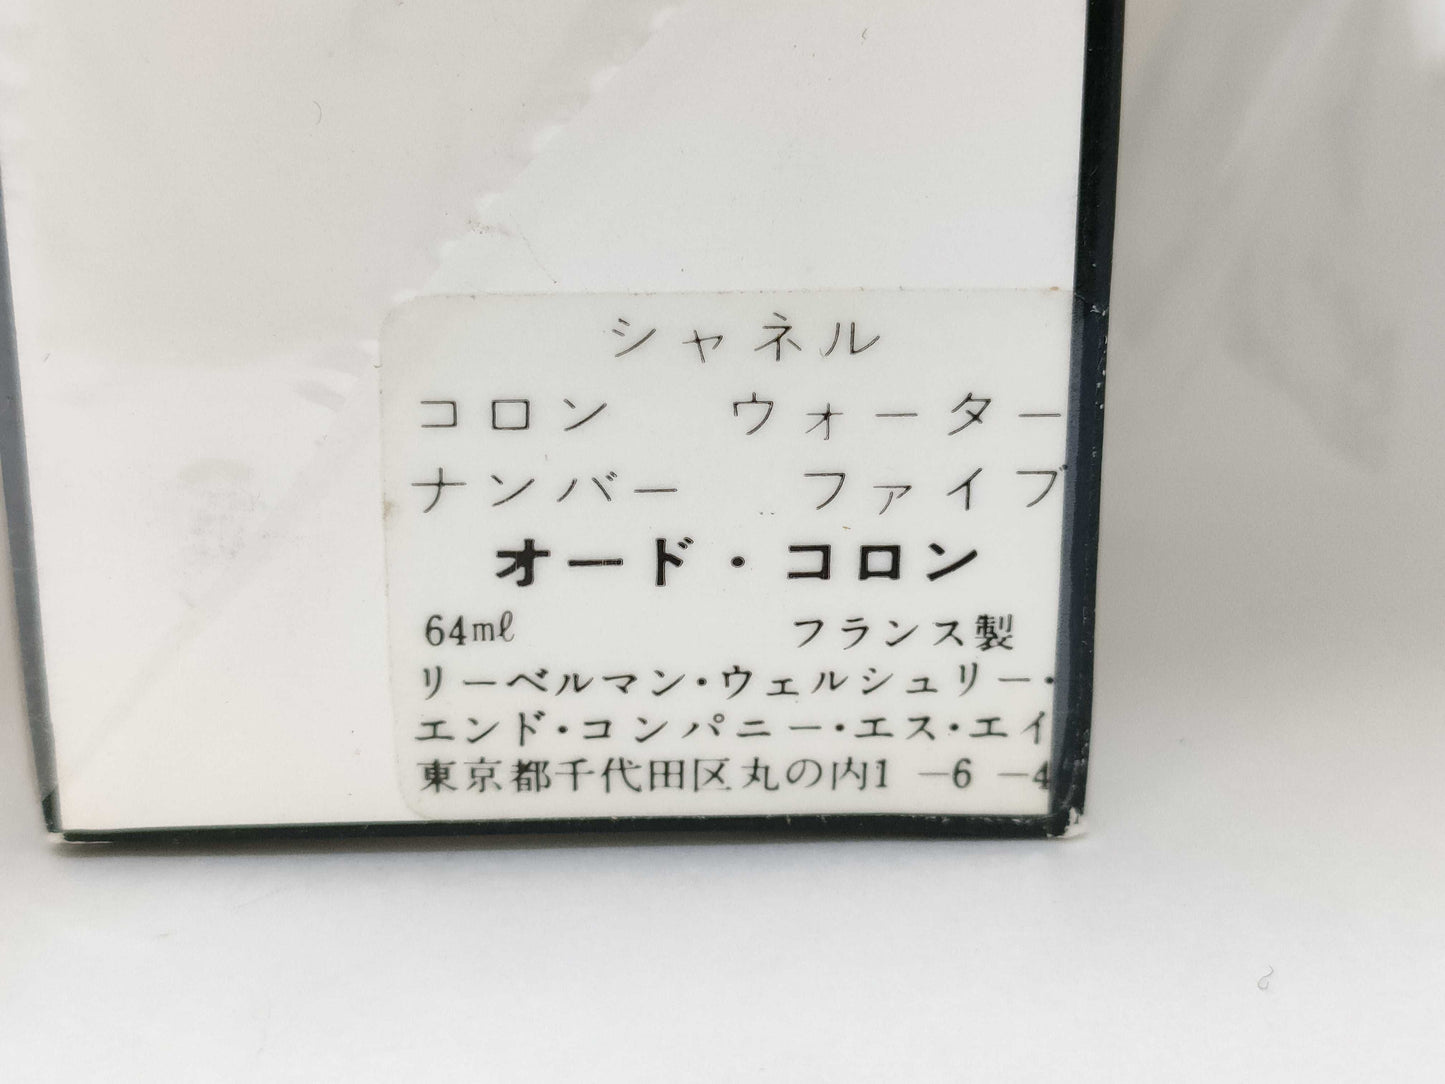 シャネル
コロン ウォーター
ナンバー ファイブ
オード・コロン
64mℓ フランス製
リーベルマン・ウェルシュリー・
エンド・コンパニー・エス・エイ
東京都千代田区丸の内1-6-4